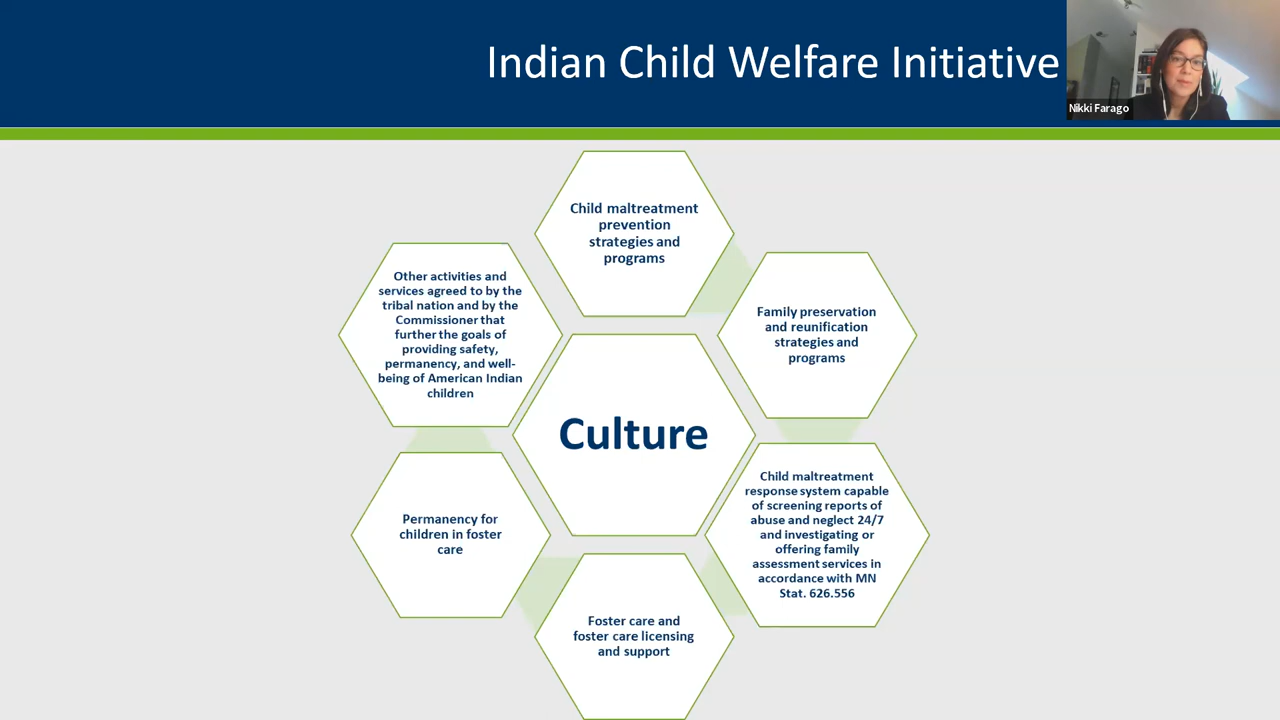 Indian Child Welfare Initiative
Nikki Farago
Child maltreatment
prevention
strategies and
programs
Other activities and
services agreed to by the
tribal nation and by the
Commissioner that
further the goals of
providing safety,
permanency, and well-
being of American Indian
children
Family preservation
and reunification
strategies and
programs
Culture
Child maltreatment
response system capable
of screening reports of
abuse and neglect 24/7
and investigating or
offering family
assessment services in
accordance with MN
Stat. 626.556
Permanency for
children in foster
care
Foster care and
foster care licensing
and support